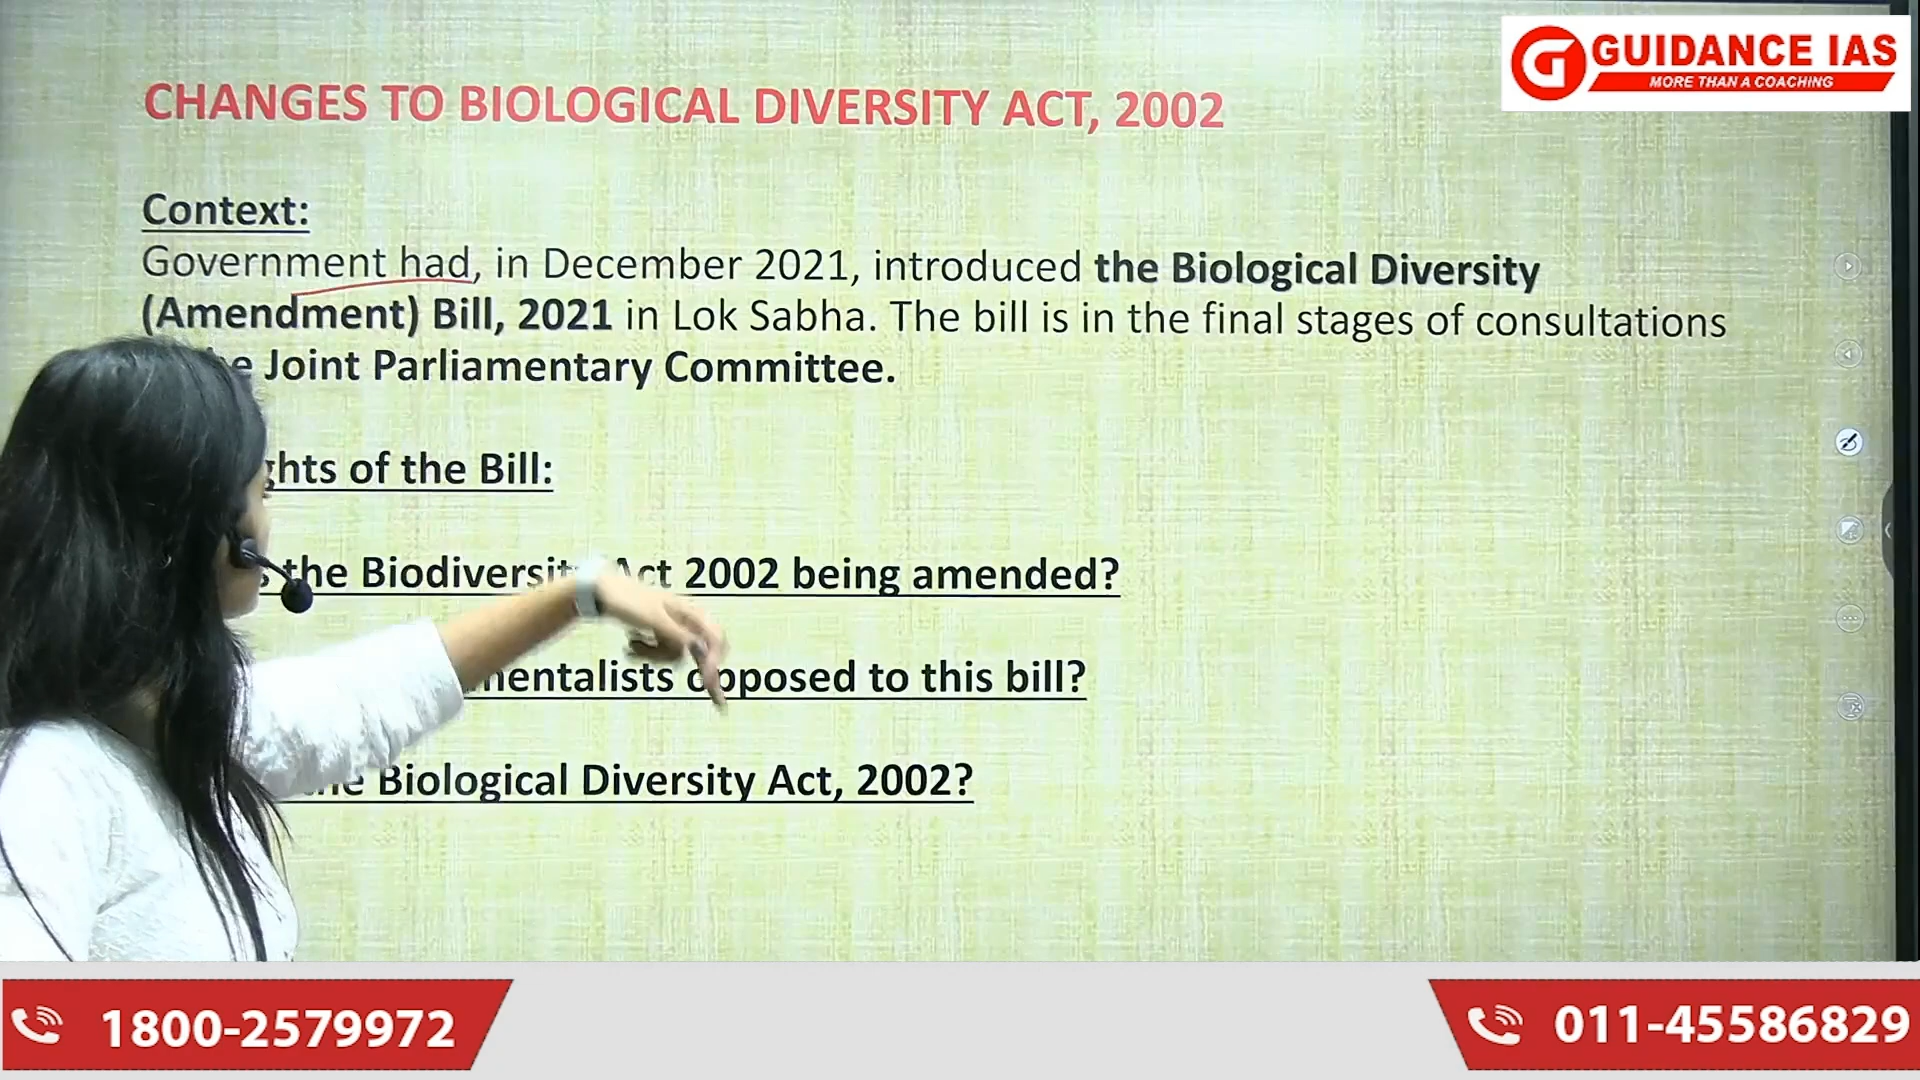 GUIDANCE IAS
MORE THAN A COACHING
CHANGES TO BIOLOGICAL DIVERSITY ACT, 2002
Context:
Government had, in December 2021, introduced the Biological Diversity
(Amendment) Bill, 2021 in Lok Sabha. The bill is in the final stages of consultations
Joint Parliamentary Committee.
of the Bill:
the Biodiversity Act 2002 being amended?
opposed to this bill?
Biological Diversity Act, 2002?
1800-2579972
011-45586829